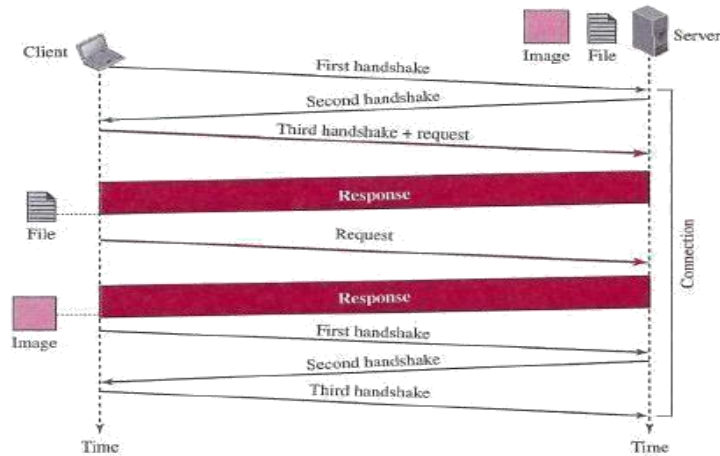 Client
Server
Image
File
First handshake
Second handshake
Third handshake + request
Response
File
Request
Connection
Response
Image
First handshake
Second handshake
Third handshake
Time
Time